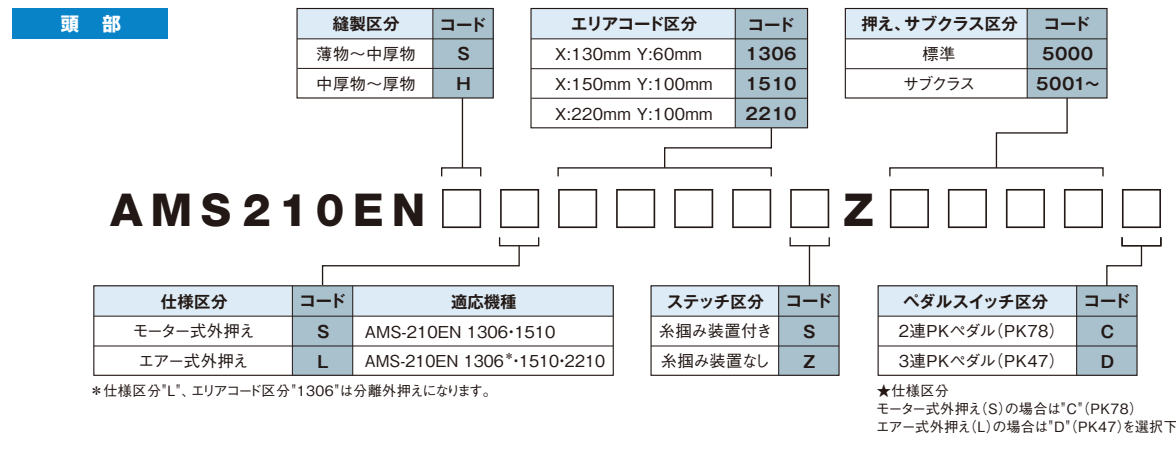 頭 部
縫製区分 コード
薄物～中厚物 S
中厚物～厚物 H
エリアコード区分 コード
X:130mm Y:60mm 1306
X:150mm Y:100mm 1510
X:220mm Y:100mm 2210
押え、サブクラス区分 コード
標準 5000
サブクラス 5001～
AMS210EN□□□□□□□Z□□□□□
仕様区分 コード 適応機種
モーター式外押え S AMS-210EN 1306・1510
エアー式外押え L AMS-210EN 1306*・1510・2210
＊仕様区分"L"、エリアコード区分"1306"は分離外押えになります。
ステッチ区分 コード
糸掴み装置付き S
糸掴み装置なし Z
ペダルスイッチ区分 コード
2連PKペダル（PK78） C
3連PKペダル（PK47） D
★仕様区分
モーター式外押え（S）の場合は"C"（PK78）
エアー式外押え（L）の場合は"D"（PK47）を選択下